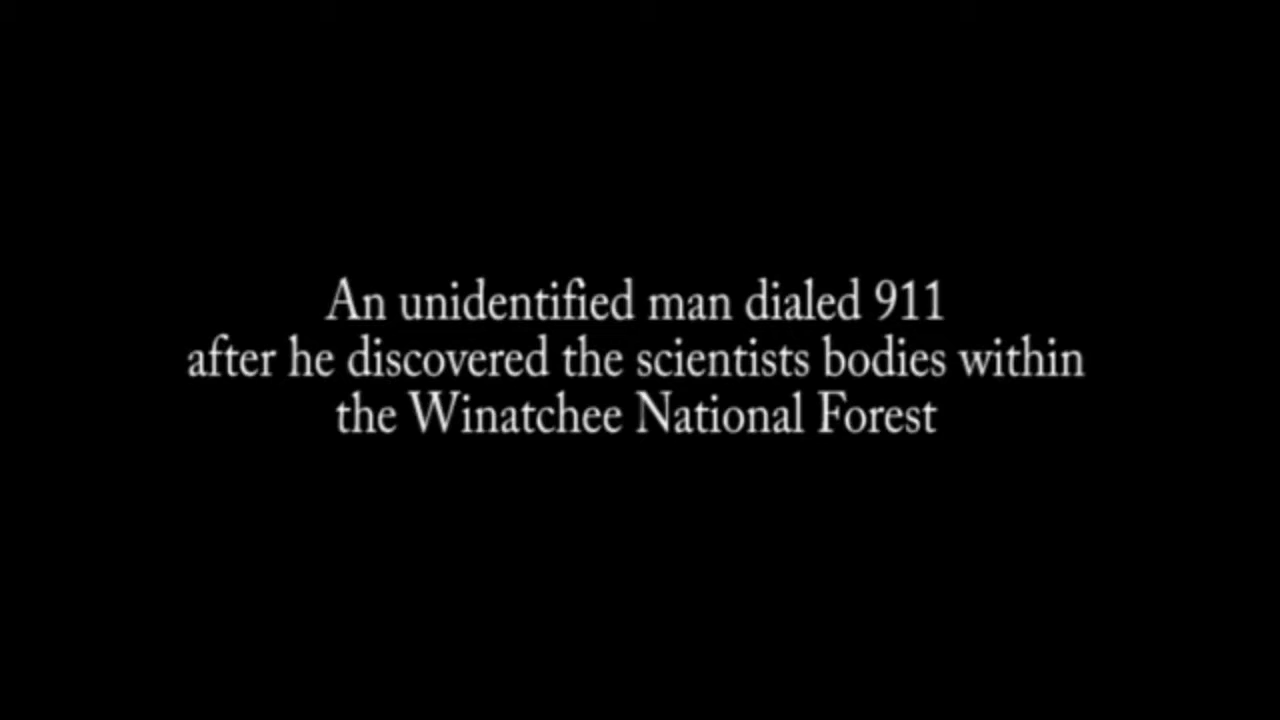 An unidentified man dialed 911
after he discovered the scientists bodies within
the Winatchee National Forest